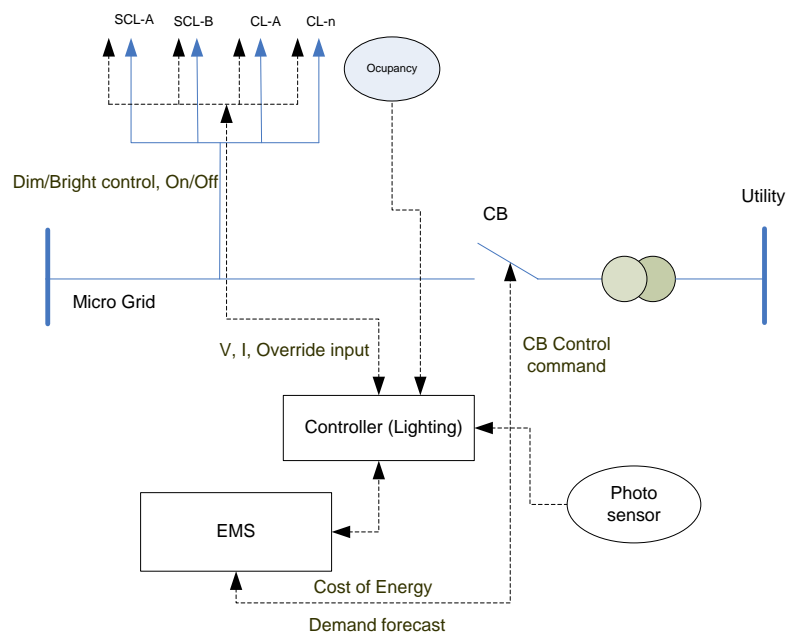 SCL-A SCL-B CL-A CL-n
Ocupancy
Dim/Bright control, On/Off
CB
Utility
Micro Grid
V, I, Override input
CB Control
command
Controller (Lighting)
Photo
sensor
EMS
Cost of Energy
Demand forecast